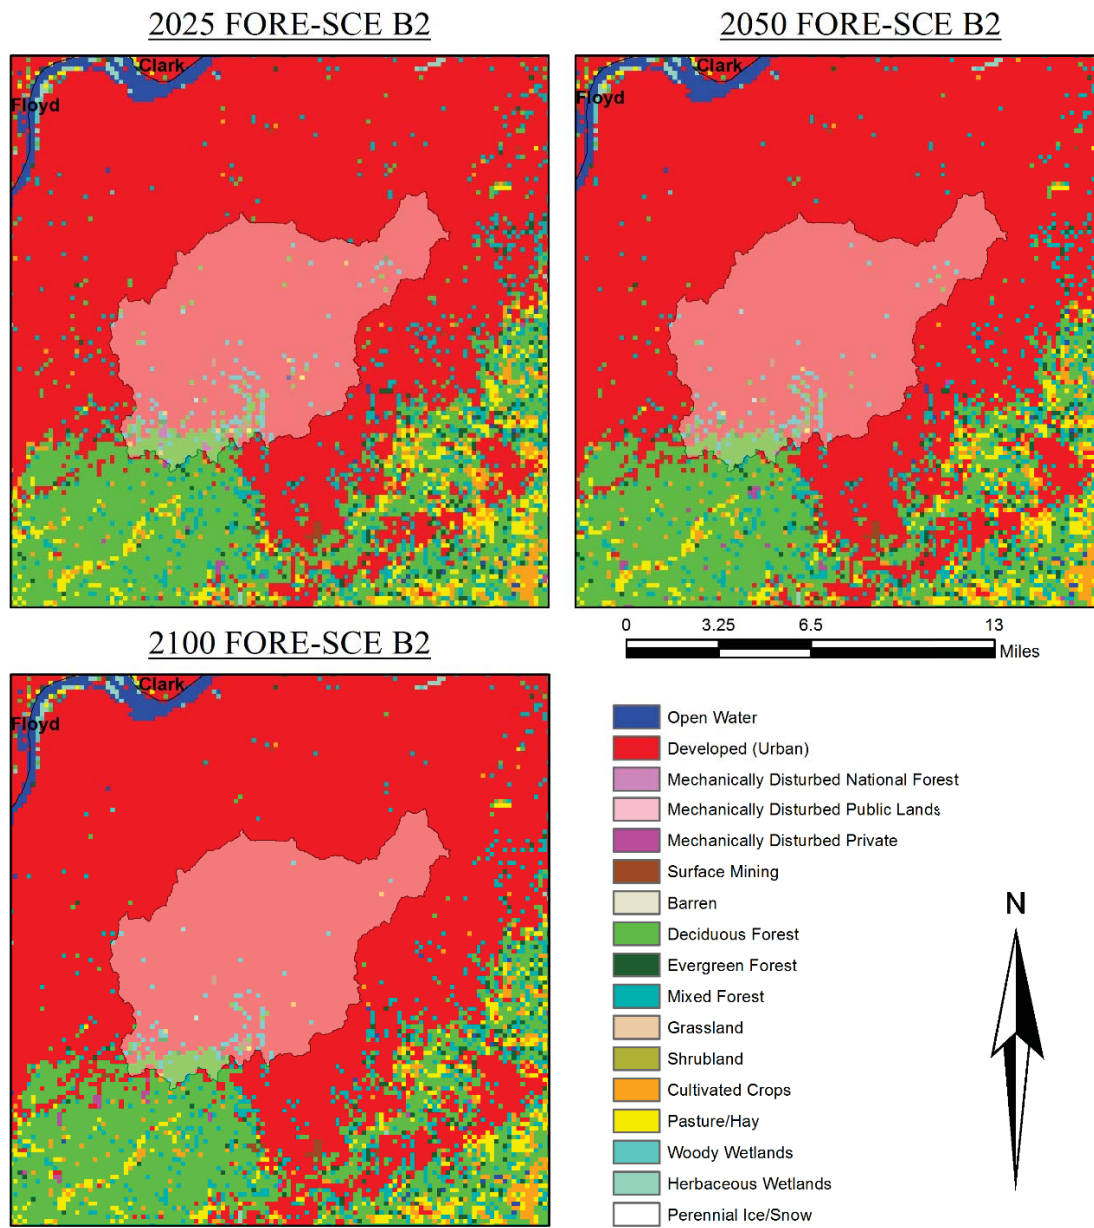 2025 FORE-SCE B2
2050 FORE-SCE B2
Clark
Clark
Floyd
Floyd
2100 FORE-SCE B2
0 3.25 6.5 13
Miles
Clark
Floyd
Open Water
Developed (Urban)
Mechanically Disturbed National Forest
Mechanically Disturbed Public Lands
Mechanically Disturbed Private
Surface Mining
Barren
Deciduous Forest
Evergreen Forest
Mixed Forest
Grassland
Shrubland
Cultivated Crops
Pasture/Hay
Woody Wetlands
Herbaceous Wetlands
Perennial Ice/Snow
N